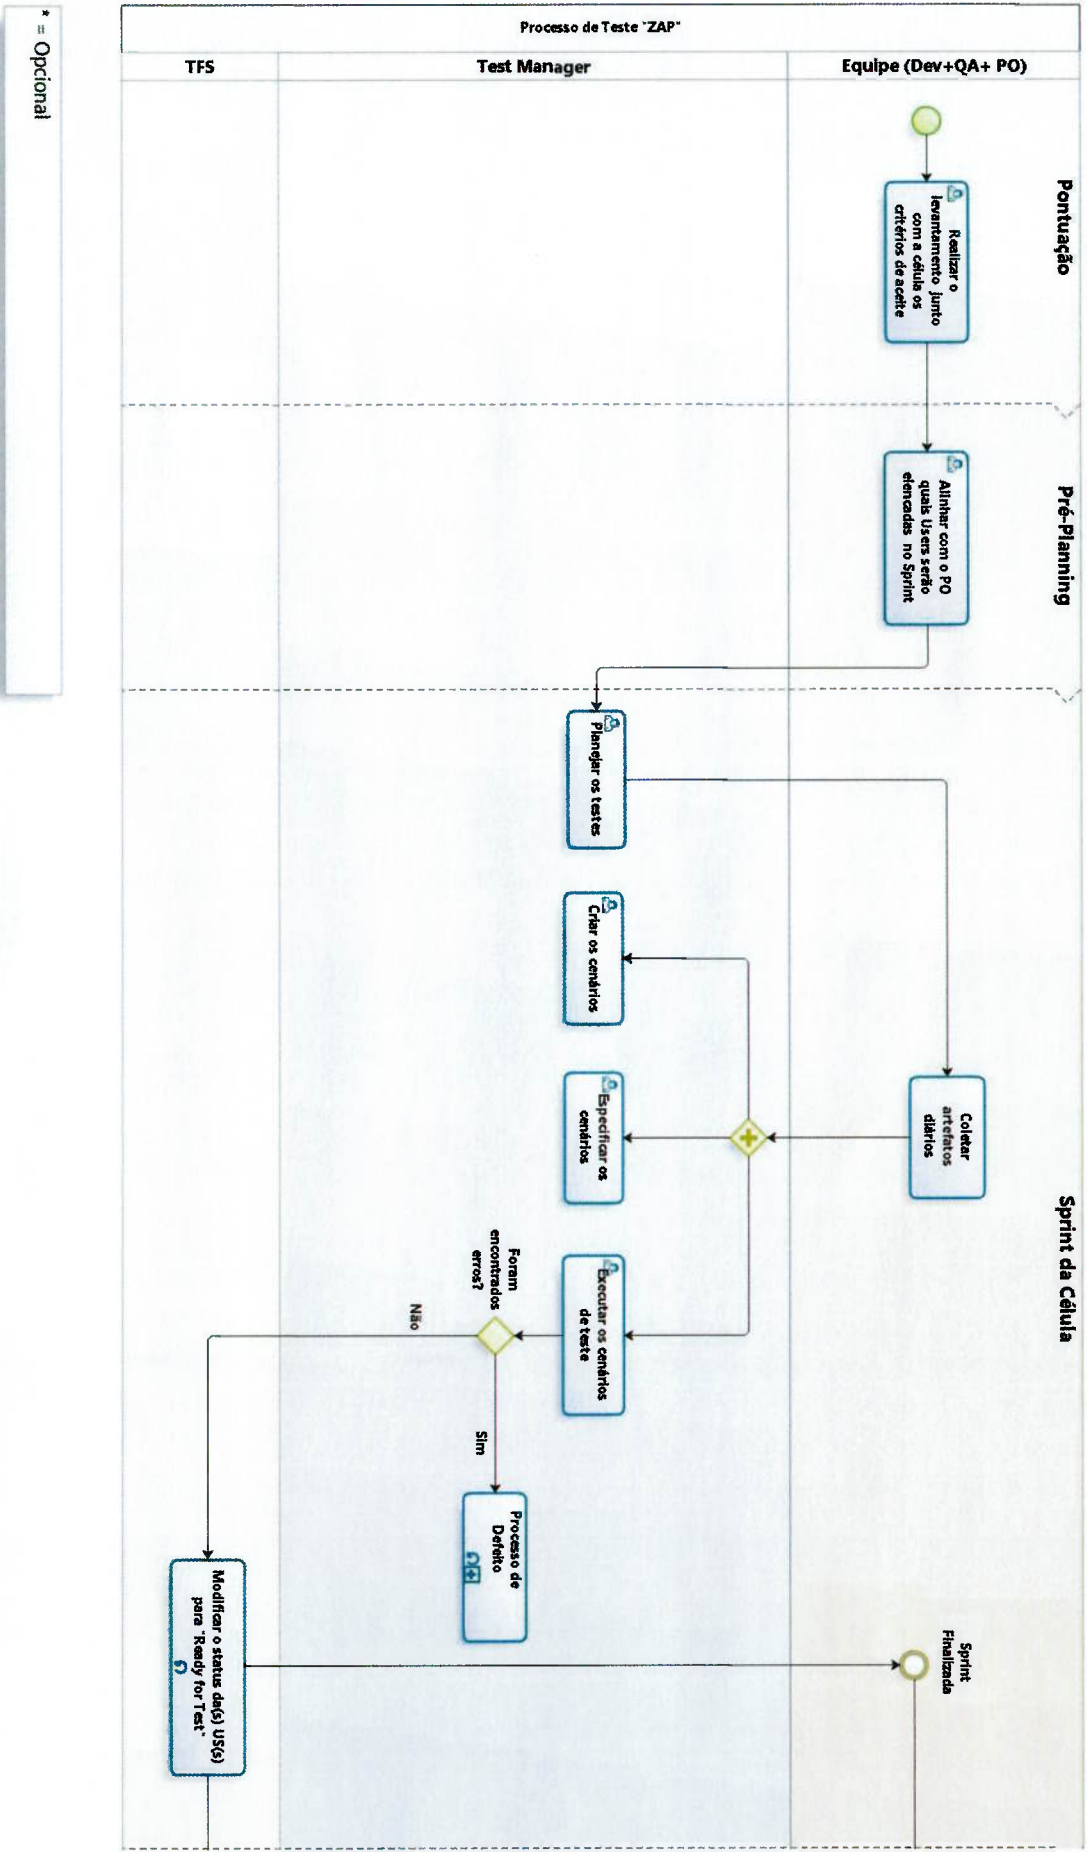 Processo de Teste "ZAP"
TFS
Test Manager
Equipe (Dev+QA+ PO)
Pontuação
Realizar o
levantamento junto
com a célula os
critérios de aceite
Pré-Planning
Alinhar com o PO
quais Users serão
elencadas no Sprint
Sprint da Célula
Planejar os testes
Coletar
artefatos
diários
Criar os cenários
Especificar os
cenários
Executar os cenários
de teste
Foram
encontrados
erros?
Não
Sim
Processo de
Defeito
Modificar o status da(s) US(s)
para "Ready for Test"
Sprint
Finalizada
* = Opcional